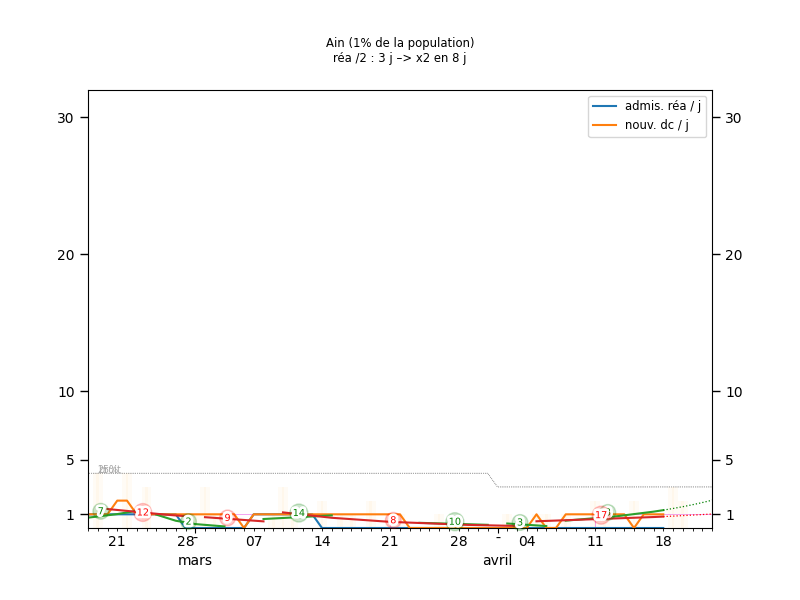 Ain (1% de la population)
réa /2 : 3 j –> x2 en 8 j
admis. réa / j
nouv. dc / j
30 30
20 20
10 10
5 5
1 1
7 12 2 9 14 8 10 3 17
21 28 07 14 21 28 - 04 11 18
mars avril